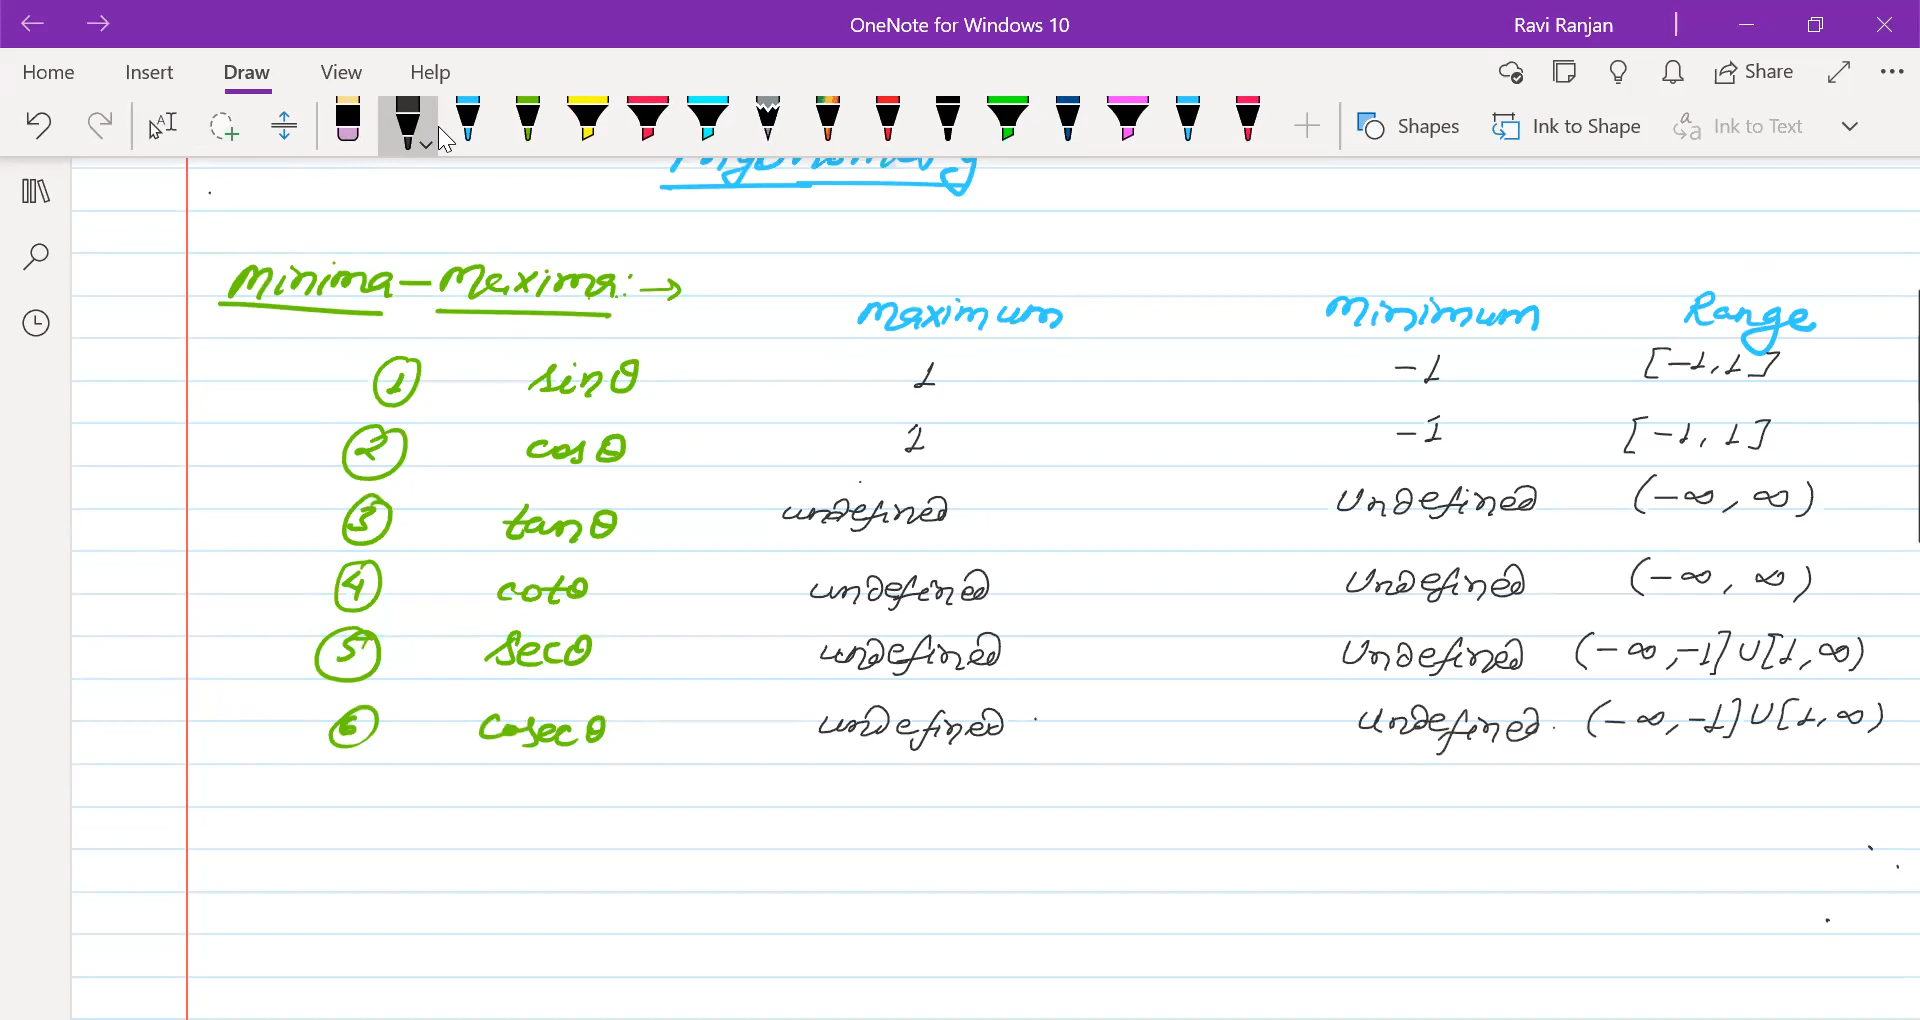 OneNote for Windows 10
Ravi Ranjan
Home Insert Draw View Help
Share
Shapes Ink to Shape Ink to Text
Trigonometry
Minima - Maxima: →
Maximum Minimum Range
1 sinθ 1 -1 [-1, 1]
2 cosθ 1 -1 [-1, 1]
3 tanθ undefined Undefined (-∞, ∞)
4 cotθ undefined Undefined (-∞, ∞)
5 Secθ undefined Undefined (-∞, -1] U [1, ∞)
6 Cosecθ undefined Undefined. (-∞, -1] U [1, ∞)